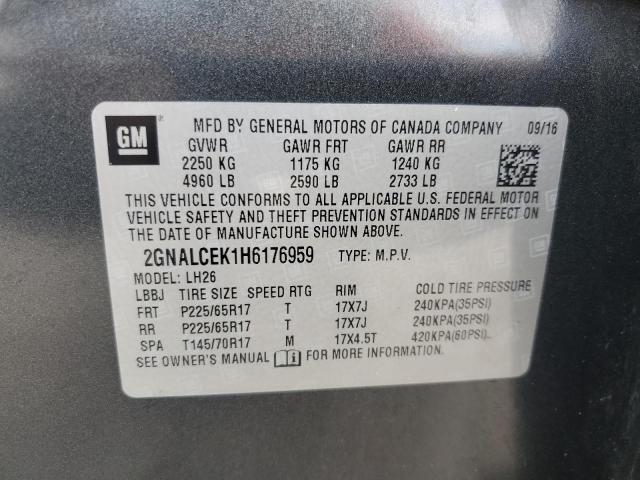 GM
MFD BY GENERAL MOTORS OF CANADA COMPANY 09/16
GVWR GAWR FRT GAWR RR
2250 KG 1175 KG 1240 KG
4960 LB 2590 LB 2733 LB
THIS VEHICLE CONFORMS TO ALL APPLICABLE U.S. FEDERAL MOTOR
VEHICLE SAFETY AND THEFT PREVENTION STANDARDS IN EFFECT ON
THE DATE OF MANUFACTURE SHOWN ABOVE.
2GNALCEK1H6176959 TYPE: M.P.V.
MODEL: LH26
LBBJ TIRE SIZE SPEED RTG RIM COLD TIRE PRESSURE
FRT P225/65R17 T 17X7J 240KPA(35PSI)
RR P225/65R17 T 17X7J 240KPA(35PSI)
SPA T145/70R17 M 17X4.5T 420KPA(60PSI)
SEE OWNER'S MANUAL FOR MORE INFORMATION.